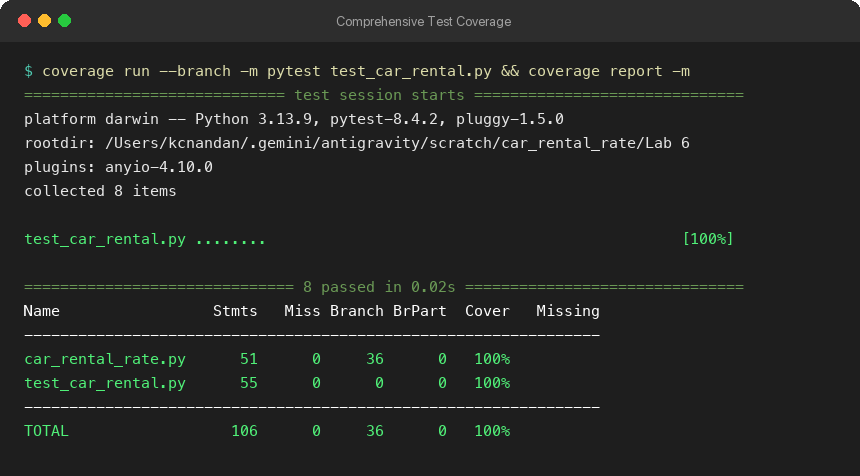 Comprehensive Test Coverage
$ coverage run --branch -m pytest test_car_rental.py && coverage report -m
============================= test session starts ==============================
platform darwin -- Python 3.13.9, pytest-8.4.2, pluggy-1.5.0
rootdir: /Users/kcnandan/.gemini/antigravity/scratch/car_rental_rate/Lab 6
plugins: anyio-4.10.0
collected 8 items
test_car_rental.py ........                                              [100%]
============================== 8 passed in 0.02s ===============================
Name                 Stmts   Miss Branch BrPart  Cover   Missing
----------------------------------------------------------------
car_rental_rate.py      51      0     36      0   100%
test_car_rental.py      55      0      0      0   100%
----------------------------------------------------------------
TOTAL                  106      0     36      0   100%